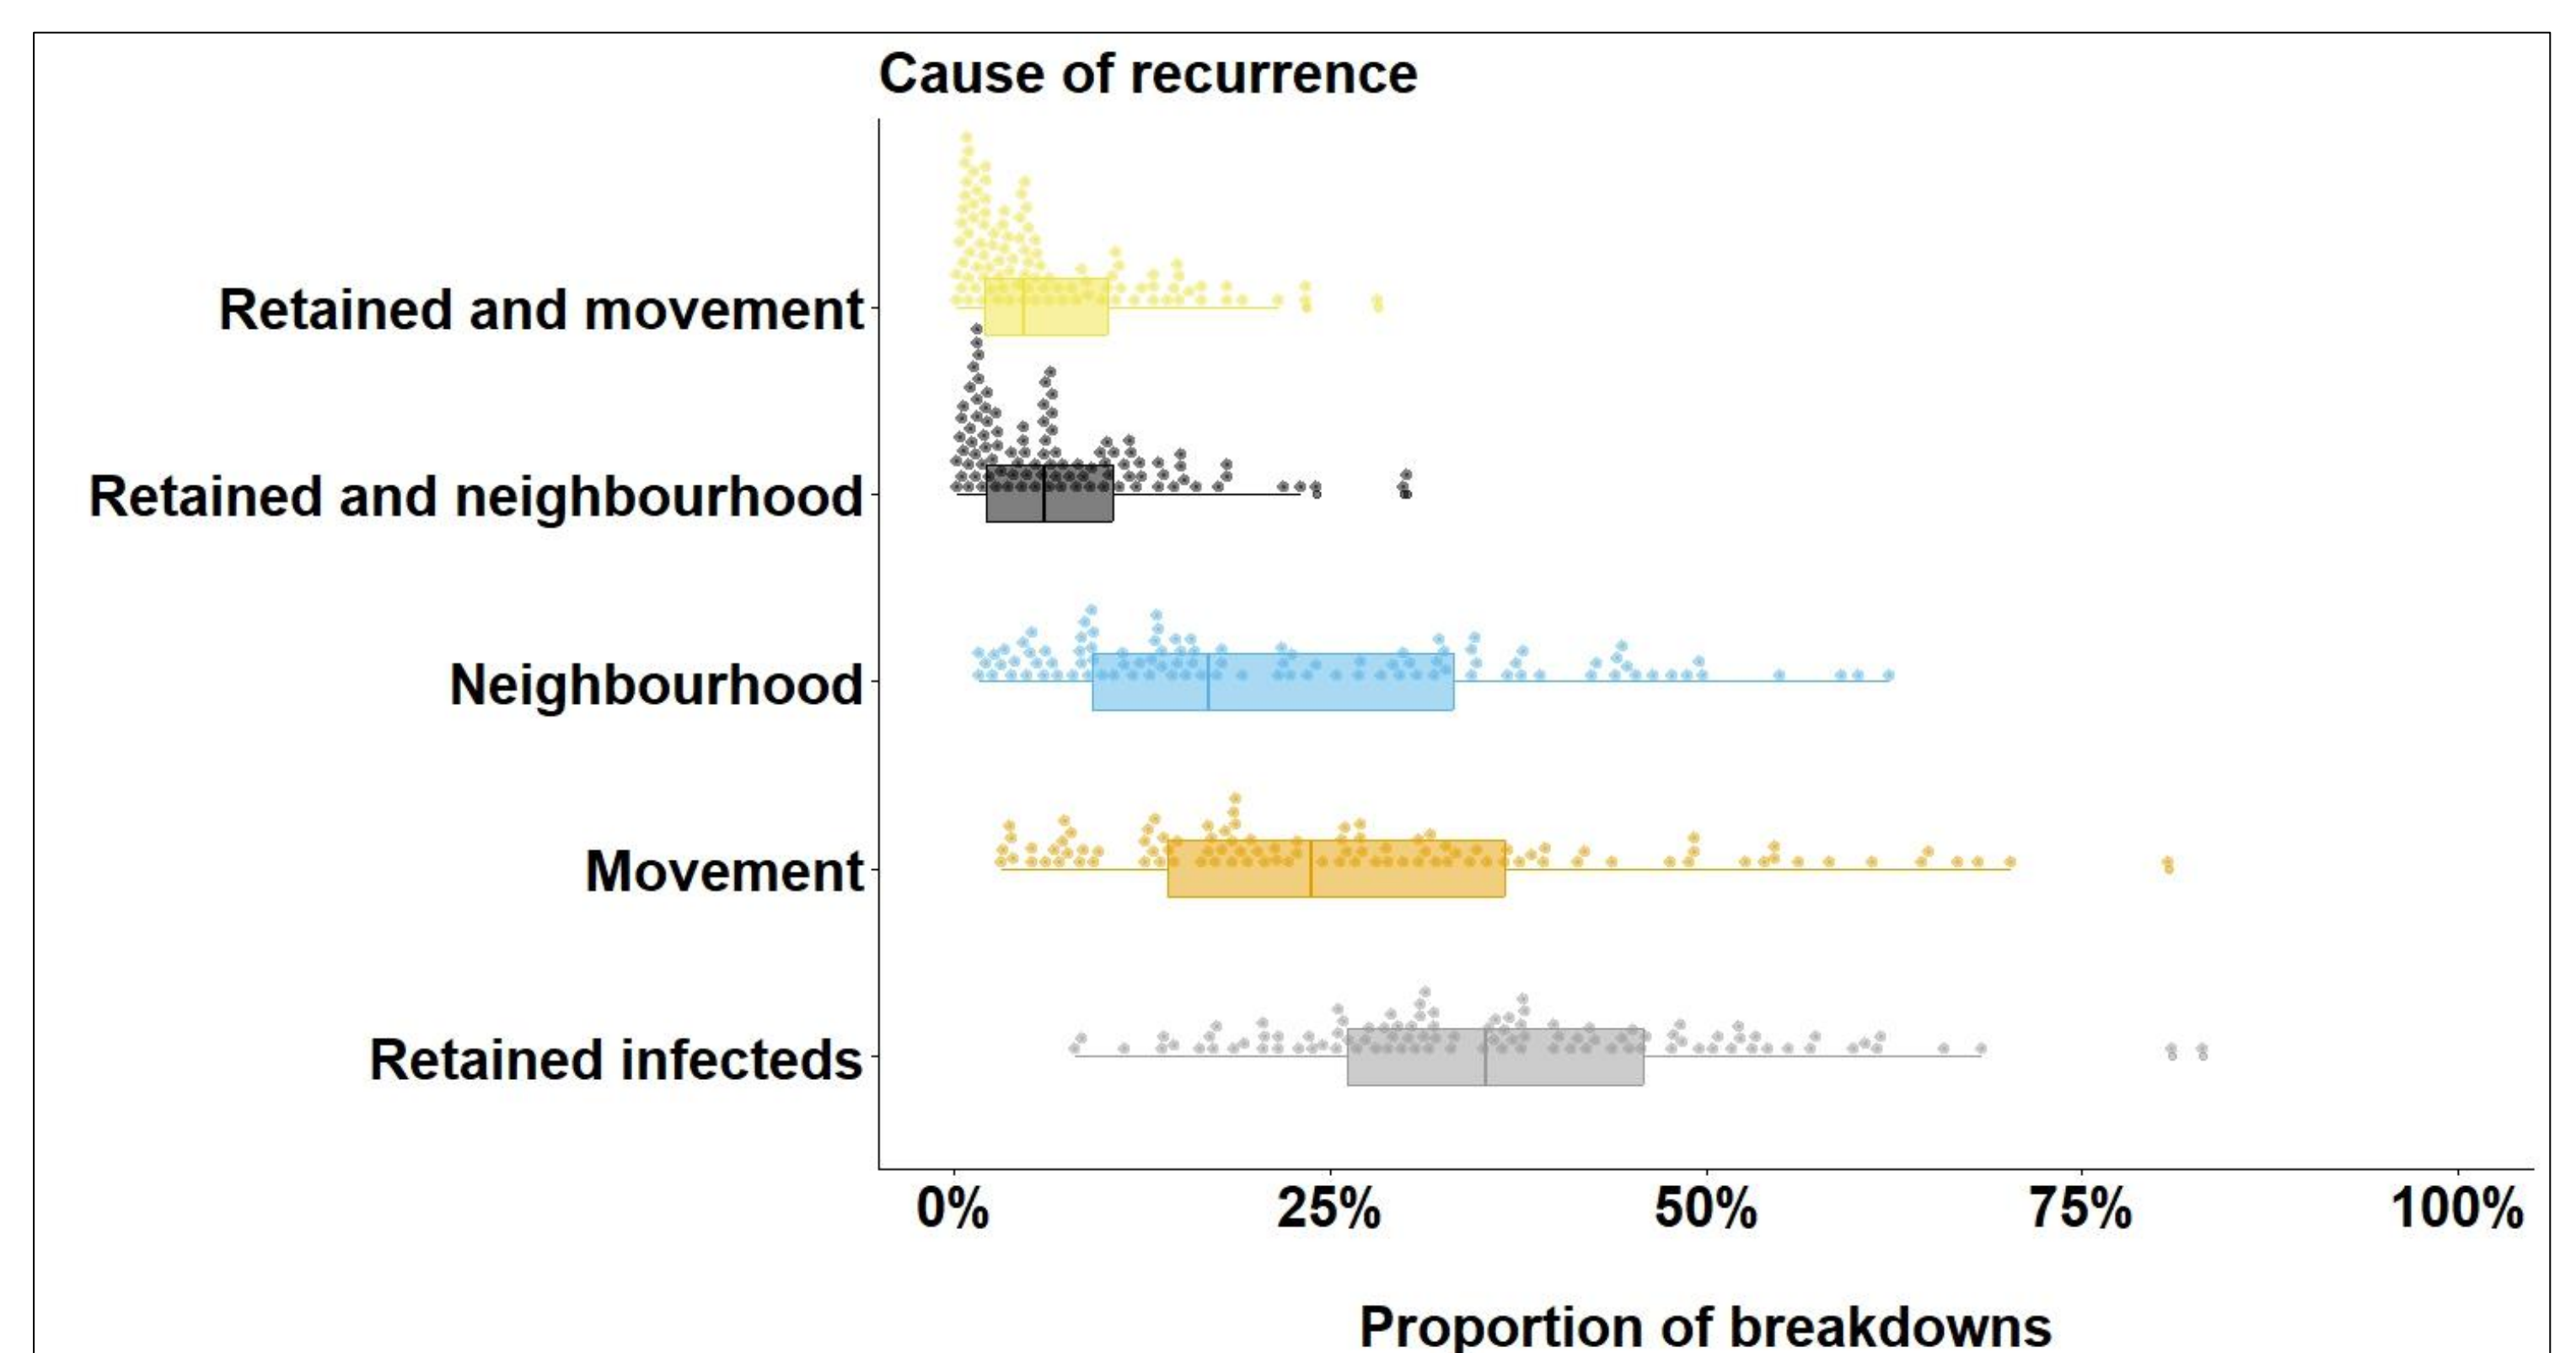 Cause of recurrence
Retained and movement
Retained and neighbourhood
Neighbourhood
Movement
Retained infecteds
0% 25% 50% 75% 100%
Proportion of breakdowns